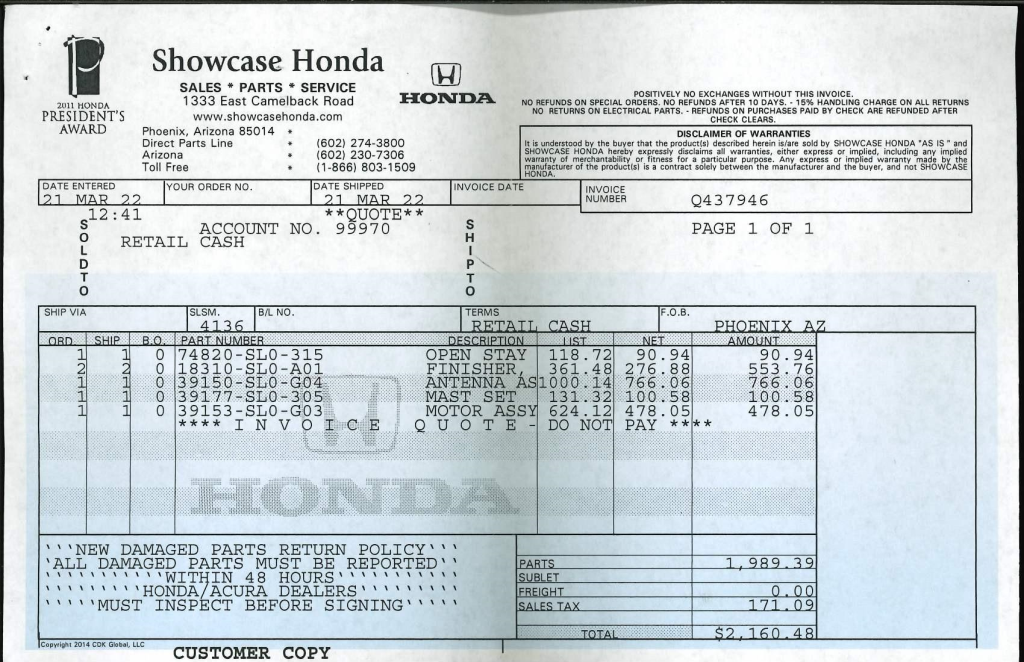 2011 HONDA
PRESIDENT'S
AWARD
Showcase Honda
SALES * PARTS * SERVICE
1333 East Camelback Road
www.showcasehonda.com
Phoenix, Arizona 85014 *
Direct Parts Line * (602) 274-3800
Arizona * (602) 230-7306
Toll Free * (1-866) 803-1509
HONDA
POSITIVELY NO EXCHANGES WITHOUT THIS INVOICE.
NO REFUNDS ON SPECIAL ORDERS. NO REFUNDS AFTER 10 DAYS. - 15% HANDLING CHARGE ON ALL RETURNS
NO RETURNS ON ELECTRICAL PARTS. - REFUNDS ON PURCHASES PAID BY CHECK ARE REFUNDED AFTER
CHECK CLEARS.
DISCLAIMER OF WARRANTIES
It is understood by the buyer that the product(s) described herein is/are sold by SHOWCASE HONDA "AS IS" and
SHOWCASE HONDA hereby expressly disclaims all warranties, either express or implied, including any implied
warranty of merchantability or fitness for a particular purpose. Any express or implied warranty made by the
manufacturer of the product(s) is a contract solely between the manufacturer and the buyer, and not SHOWCASE
HONDA.
DATE ENTERED YOUR ORDER NO. DATE SHIPPED INVOICE DATE INVOICE NUMBER
21 MAR 22 21 MAR 22 Q437946
12:41 **QUOTE**
ACCOUNT NO. 99970 PAGE 1 OF 1
RETAIL CASH
SOLD TO
SHIP TO
SHIP VIA SLSM. B/L NO. TERMS F.O.B.
4136 RETAIL CASH PHOENIX AZ
ORD. SHIP B.O. PART NUMBER DESCRIPTION LIST NET AMOUNT
1 1 0 74820-SL0-315 OPEN STAY 118.72 90.94 90.94
2 2 0 18310-SL0-A01 FINISHER, 361.48 276.88 553.76
1 1 0 39150-SL0-G04 ANTENNA AS1000.14 766.06 766.06
1 1 0 39177-SL0-305 MAST SET 131.32 100.58 100.58
1 1 0 39153-SL0-G03 MOTOR ASSY 624.12 478.05 478.05
**** I N V O I C E Q U O T E - DO NOT PAY ****
HONDA
'''NEW DAMAGED PARTS RETURN POLICY'''
'ALL DAMAGED PARTS MUST BE REPORTED''
''''''''''WITHIN 48 HOURS''''''''''
''''''''HONDA/ACURA DEALERS''''''''
'''''MUST INSPECT BEFORE SIGNING'''''
PARTS 1,989.39
SUBLET
FREIGHT 0.00
SALES TAX 171.09
TOTAL $2,160.48
Copyright 2014 CDK Global, LLC
CUSTOMER COPY